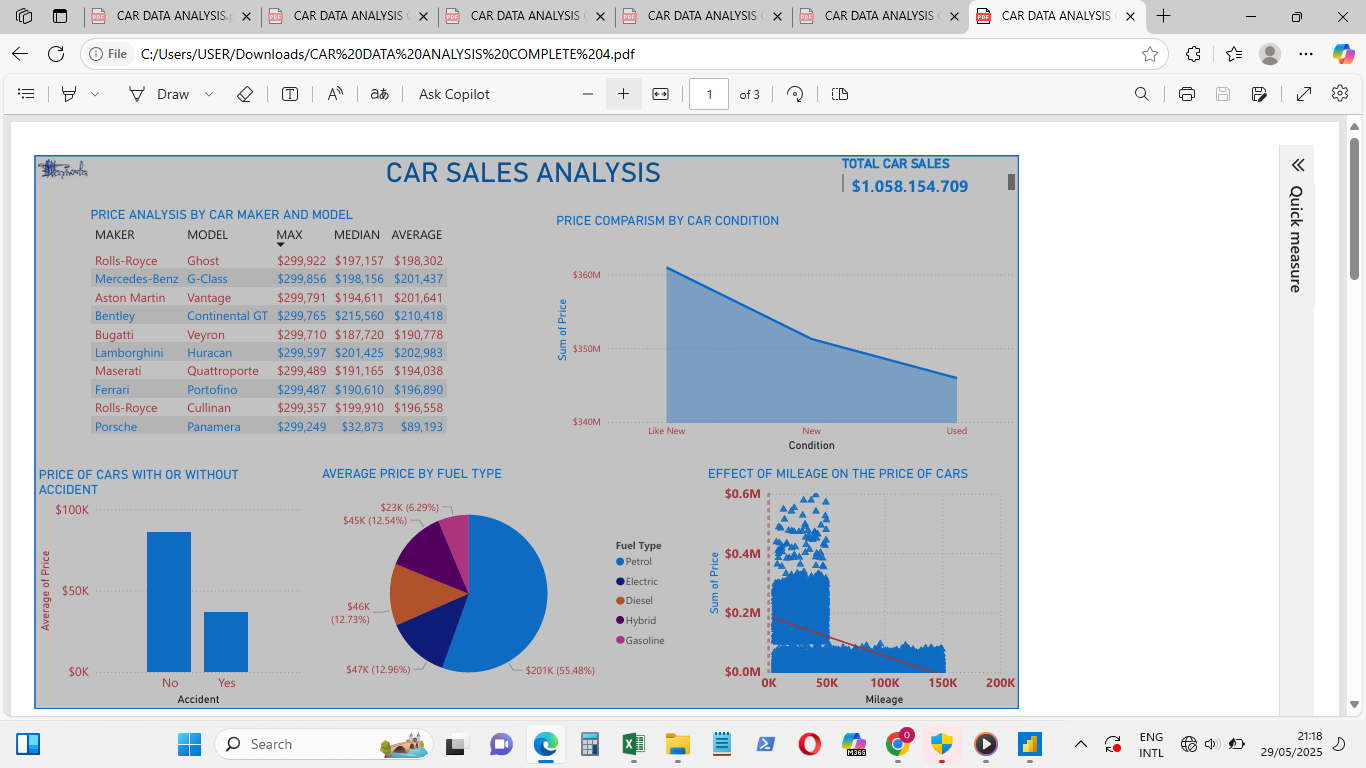 CAR DATA ANALYSIS.p
CAR DATA ANALYSIS (
CAR DATA ANALYSIS (
CAR DATA ANALYSIS (
CAR DATA ANALYSIS (
CAR DATA ANALYSIS (
File
C:/Users/USER/Downloads/CAR%20DATA%20ANALYSIS%20COMPLETE%204.pdf
Draw
Ask Copilot
1 of 3
CAR SALES ANALYSIS
TOTAL CAR SALES
$1.058.154.709
Quick measure
PRICE ANALYSIS BY CAR MAKER AND MODEL
MAKER MODEL MAX MEDIAN AVERAGE
Rolls-Royce Ghost $299,922 $197,157 $198,302
Mercedes-Benz G-Class $299,856 $198,156 $201,437
Aston Martin Vantage $299,791 $194,611 $201,641
Bentley Continental GT $299,765 $215,560 $210,418
Bugatti Veyron $299,710 $187,720 $190,778
Lamborghini Huracan $299,597 $201,425 $202,983
Maserati Quattroporte $299,489 $191,165 $194,038
Ferrari Portofino $299,487 $190,610 $196,890
Rolls-Royce Cullinan $299,357 $199,910 $196,558
Porsche Panamera $299,249 $32,873 $89,193
PRICE COMPARISM BY CAR CONDITION
Sum of Price
$360M
$350M
$340M
Like New New Used
Condition
PRICE OF CARS WITH OR WITHOUT
ACCIDENT
Average of Price
$100K
$50K
$0K
No Yes
Accident
AVERAGE PRICE BY FUEL TYPE
$23K (6.29%)
$45K (12.54%)
$46K
(12.73%)
$47K (12.96%)
$201K (55.48%)
Fuel Type
Petrol
Electric
Diesel
Hybrid
Gasoline
EFFECT OF MILEAGE ON THE PRICE OF CARS
Sum of Price
$0.6M
$0.4M
$0.2M
$0.0M
0K 50K 100K 150K 200K
Mileage
Search
M365
0
ENG
INTL
21:18
29/05/2025